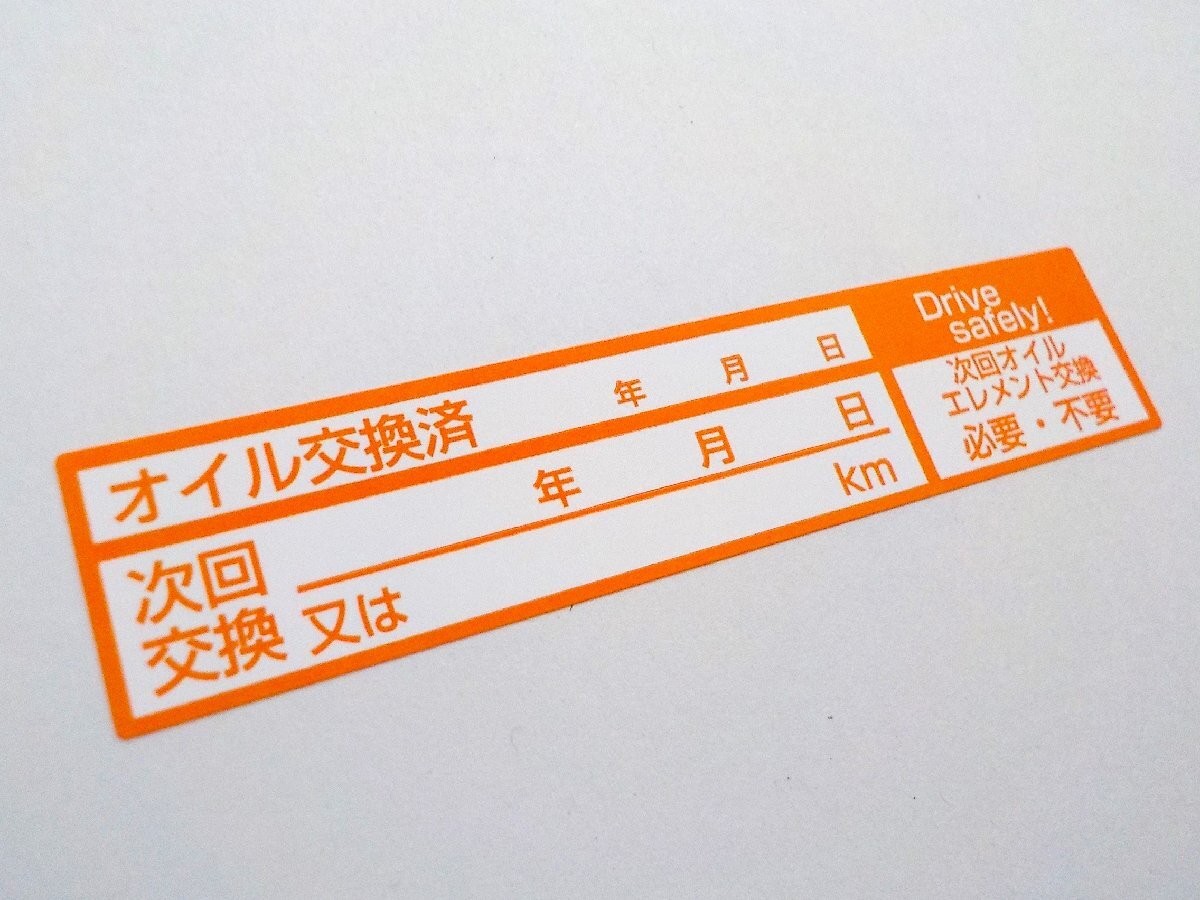 オイル交換済 年 月 日
次回
交換
年 月 日
又は km
Drive
safely!
次回オイル
エレメント交換
必要・不要